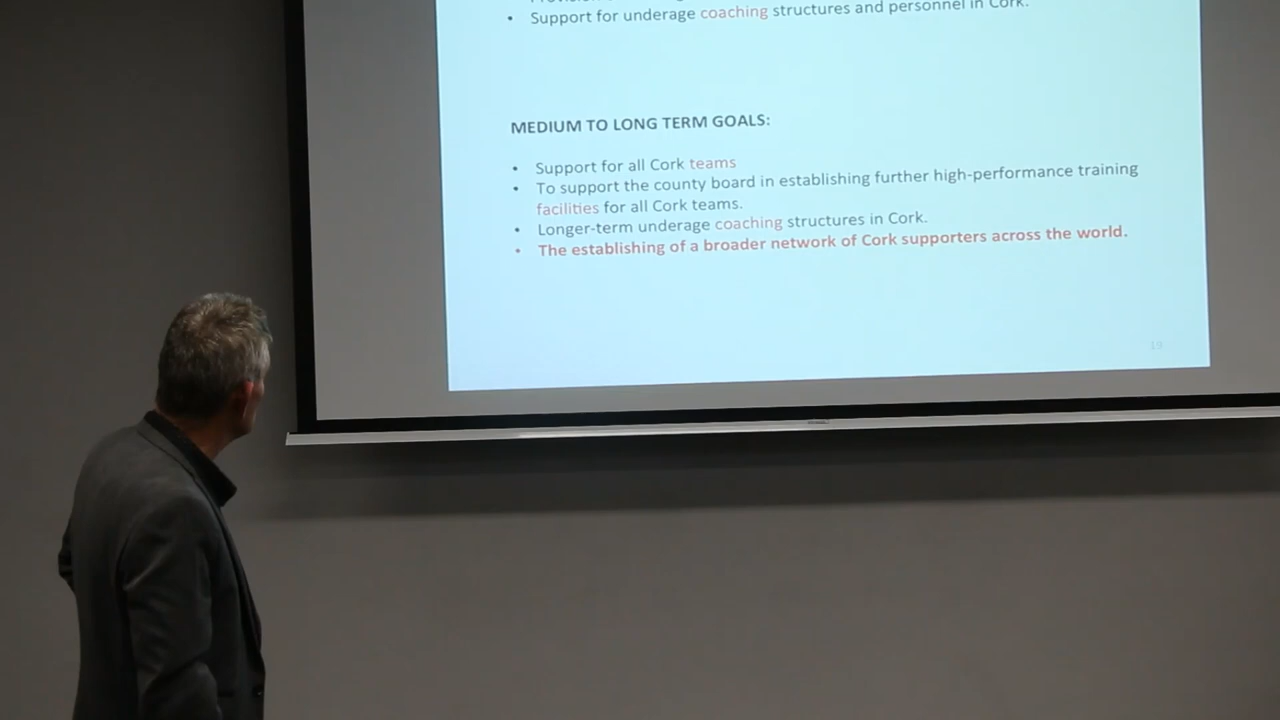 • Support for underage coaching structures and personnel in Cork.
MEDIUM TO LONG TERM GOALS:
• Support for all Cork teams
• To support the county board in establishing further high-performance training
facilities for all Cork teams.
• Longer-term underage coaching structures in Cork.
• The establishing of a broader network of Cork supporters across the world.
19